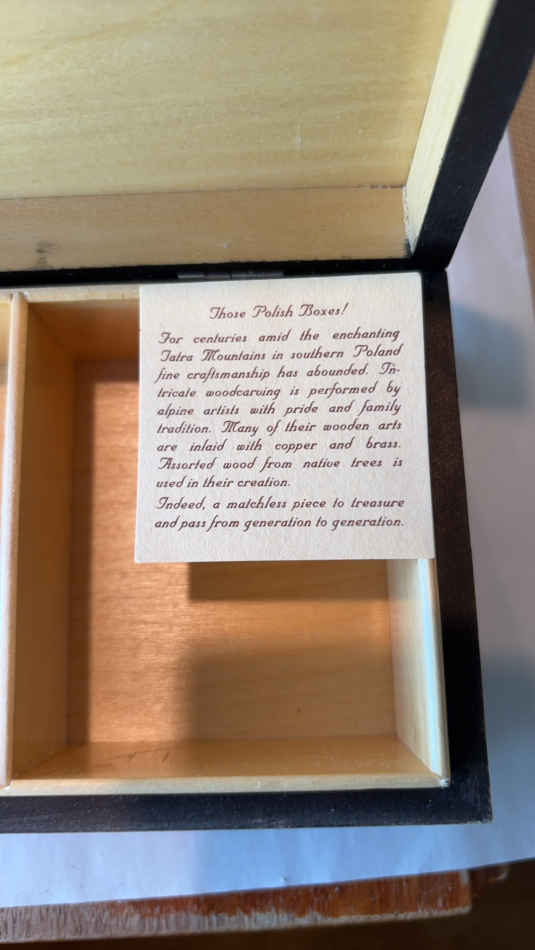 Those Polish Boxes!
For centuries amid the enchanting
Tatra Mountains in southern Poland
fine craftsmanship has abounded. In-
tricate woodcarving is performed by
alpine artists with pride and family
tradition. Many of their wooden arts
are inlaid with copper and brass.
Assorted wood from native trees is
used in their creation.
Indeed, a matchless piece to treasure
and pass from generation to generation.